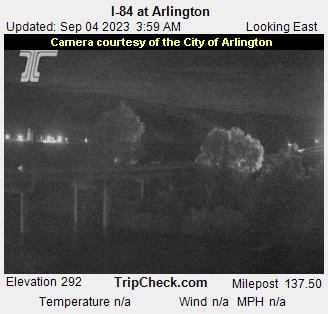 I-84 at Arlington
Updated: Sep 04 2023 3:59 AM Looking East
Camera courtesy of the City of Arlington
Elevation 292 TripCheck.com Milepost 137.50
Temperature n/a Wind n/a MPH n/a